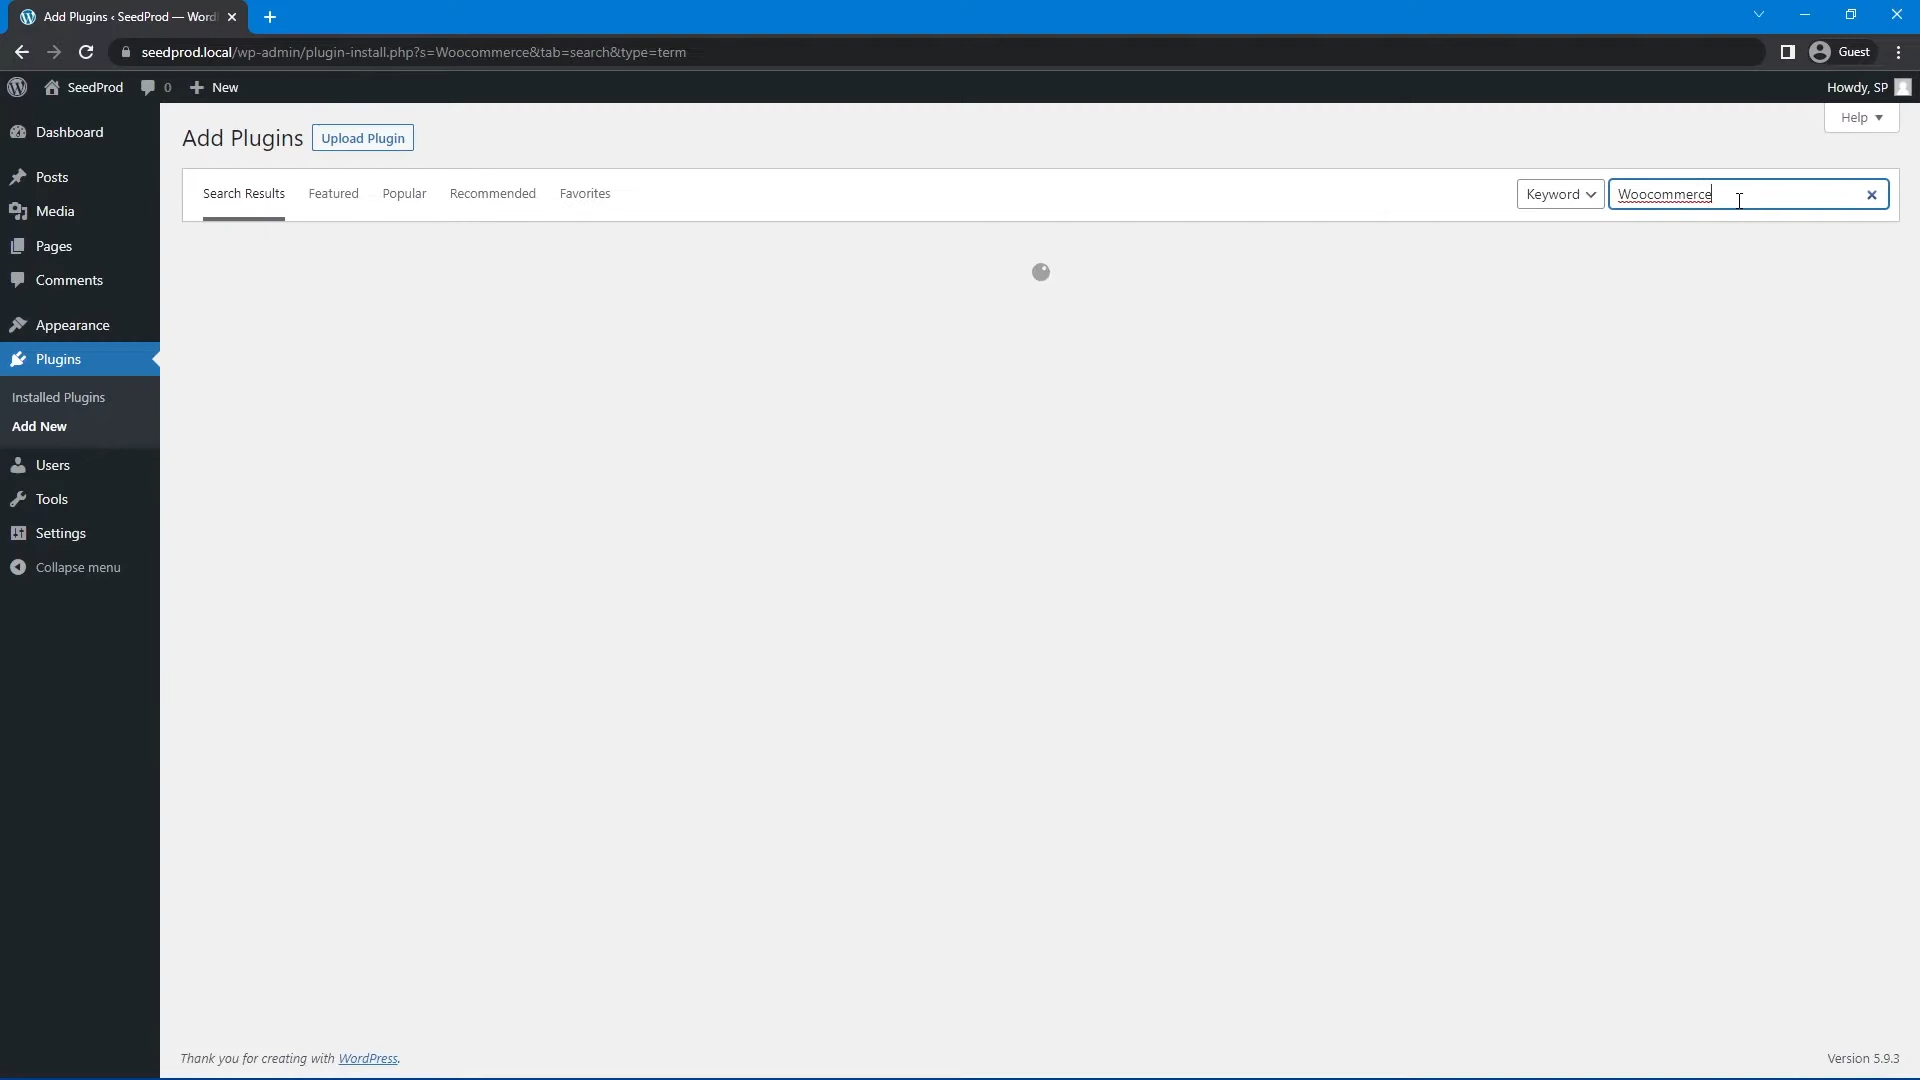 Add Plugins ‹ SeedProd — Word
seedprod.local/wp-admin/plugin-install.php?s=Woocommerce&tab=search&type=term
Guest
SeedProd 0 New
Howdy, SP
Help
Dashboard
Posts
Media
Pages
Comments
Appearance
Plugins
Installed Plugins
Add New
Users
Tools
Settings
Collapse menu
Add Plugins Upload Plugin
Search Results Featured Popular Recommended Favorites
Keyword Woocommerce
Thank you for creating with WordPress.
Version 5.9.3